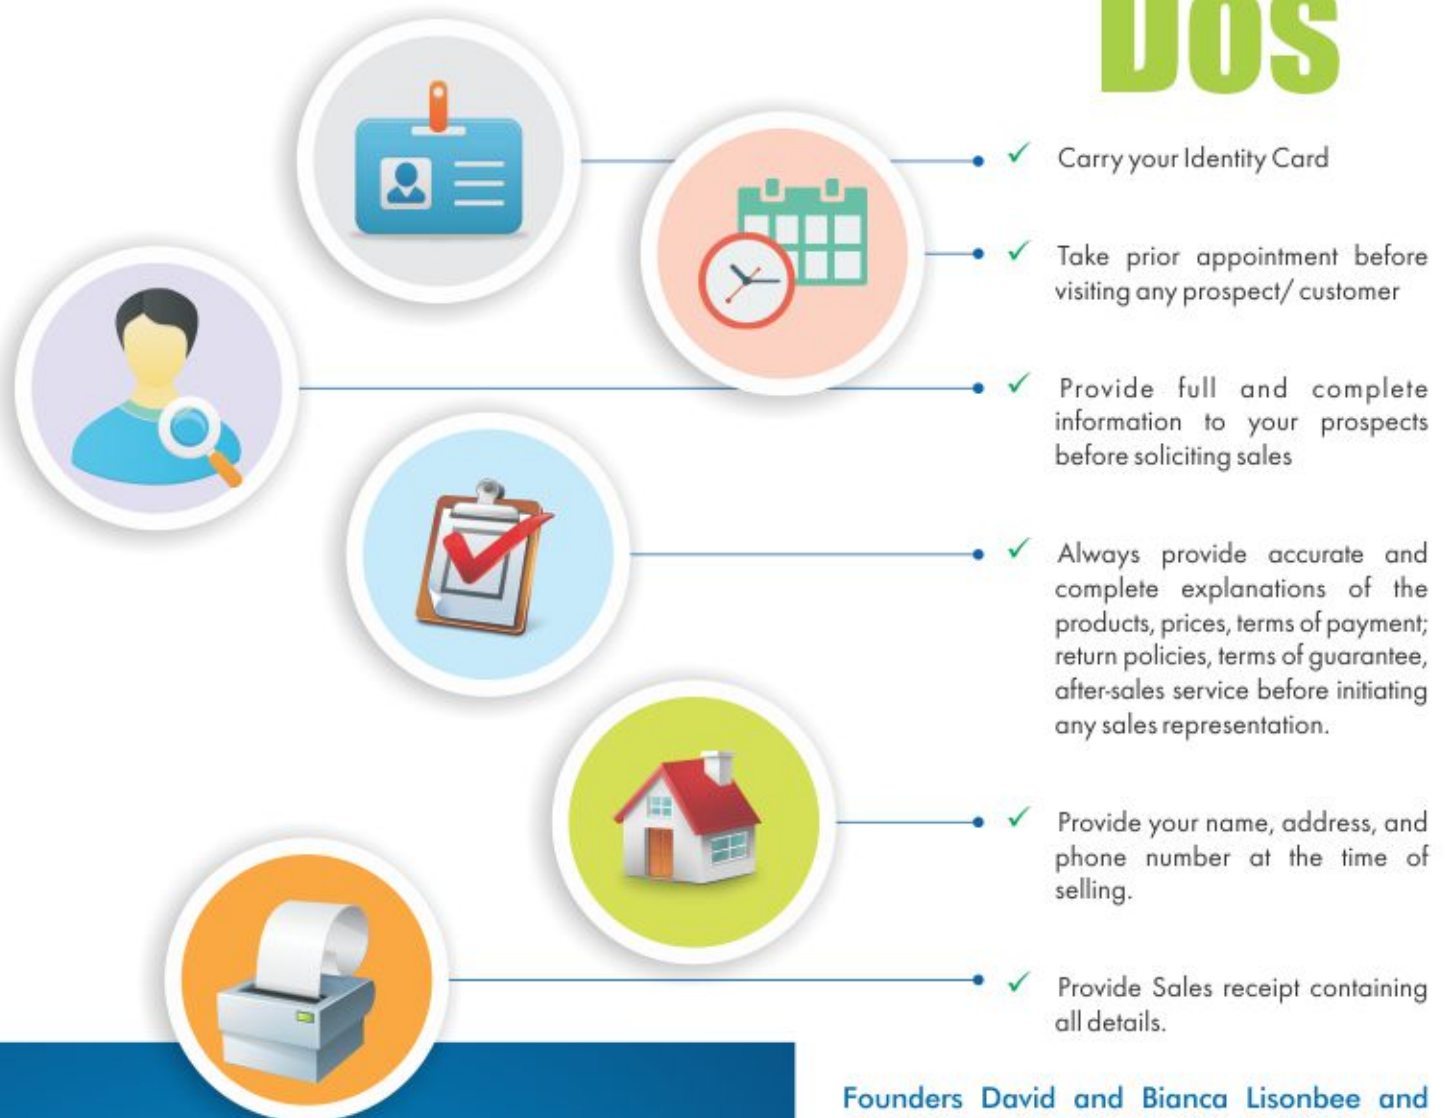 Dos
✓ Carry your Identity Card
✓ Take prior appointment before
visiting any prospect/ customer
✓ Provide full and complete
information to your prospects
before soliciting sales
✓ Always provide accurate and
complete explanations of the
products, prices, terms of payment;
return policies, terms of guarantee,
after-sales service before initiating
any sales representation.
✓ Provide your name, address, and
phone number at the time of
selling.
✓ Provide Sales receipt containing
all details.
Founders David and Bianca Lisonbee and